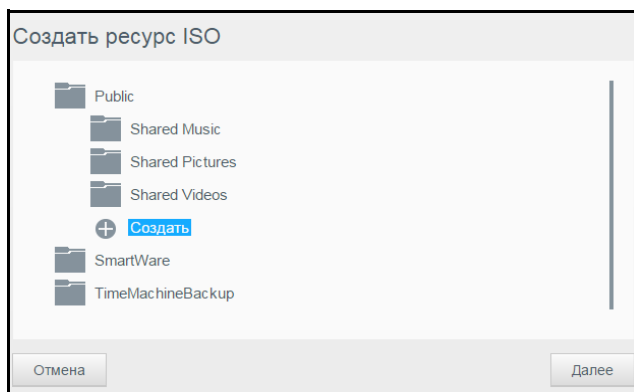 Создать ресурс ISO
Public
Shared Music
Shared Pictures
Shared Videos
Создать
SmartWare
TimeMachineBackup
Отмена
Далее